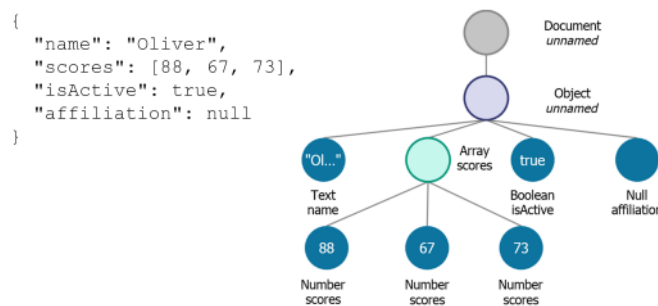 {
"name": "Oliver",
"scores": [88, 67, 73],
"isActive": true,
"affiliation": null
}
Document
unnamed
Object
unnamed
"Ol..."
Text
name
Array
scores
true
Boolean
isActive
Null
affiliation
88
Number
scores
67
Number
scores
73
Number
scores